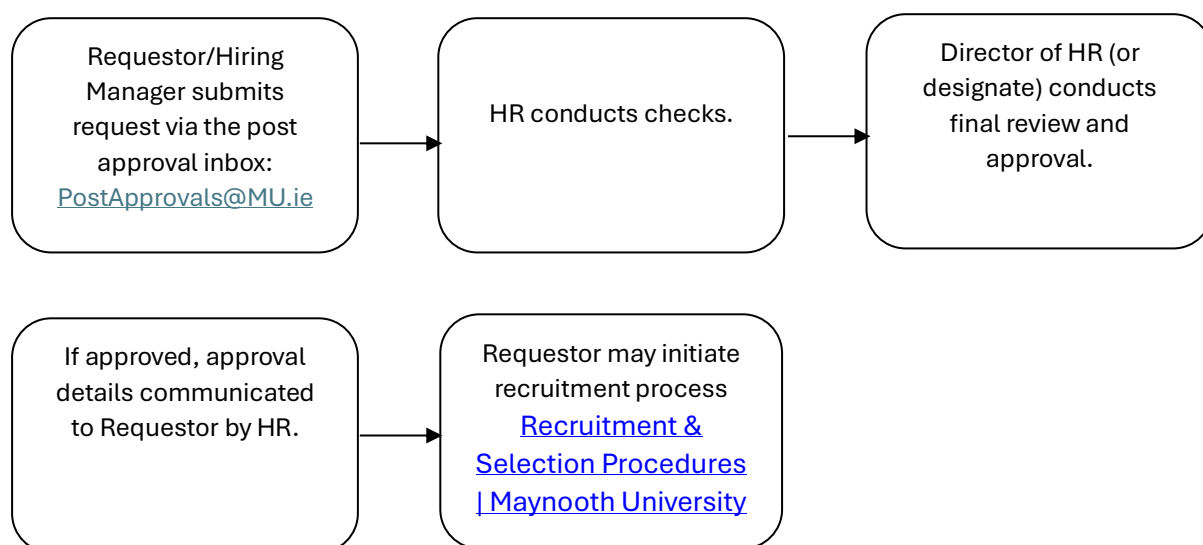 Requestor/Hiring
Manager submits
request via the post
approval inbox:
PostApprovals@MU.ie
HR conducts checks.
Director of HR (or
designate) conducts
final review and
approval.
If approved, approval
details communicated
to Requestor by HR.
Requestor may initiate
recruitment process
Recruitment &
Selection Procedures
| Maynooth University